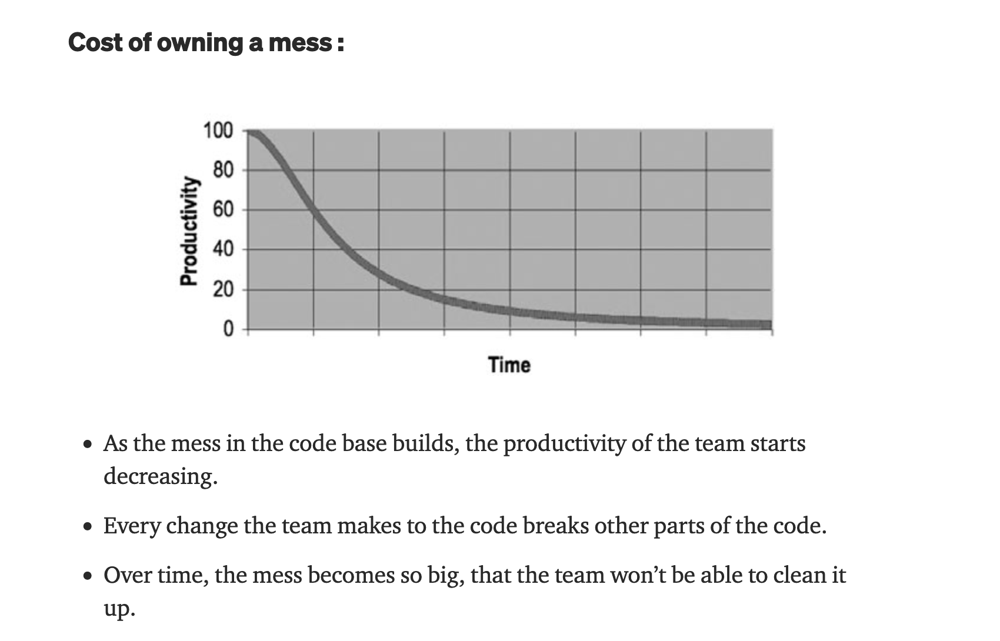 Cost of owning a mess :
100
80
60
40
20
0
Productivity
Time
• As the mess in the code base builds, the productivity of the team starts
decreasing.
• Every change the team makes to the code breaks other parts of the code.
• Over time, the mess becomes so big, that the team won’t be able to clean it
up.